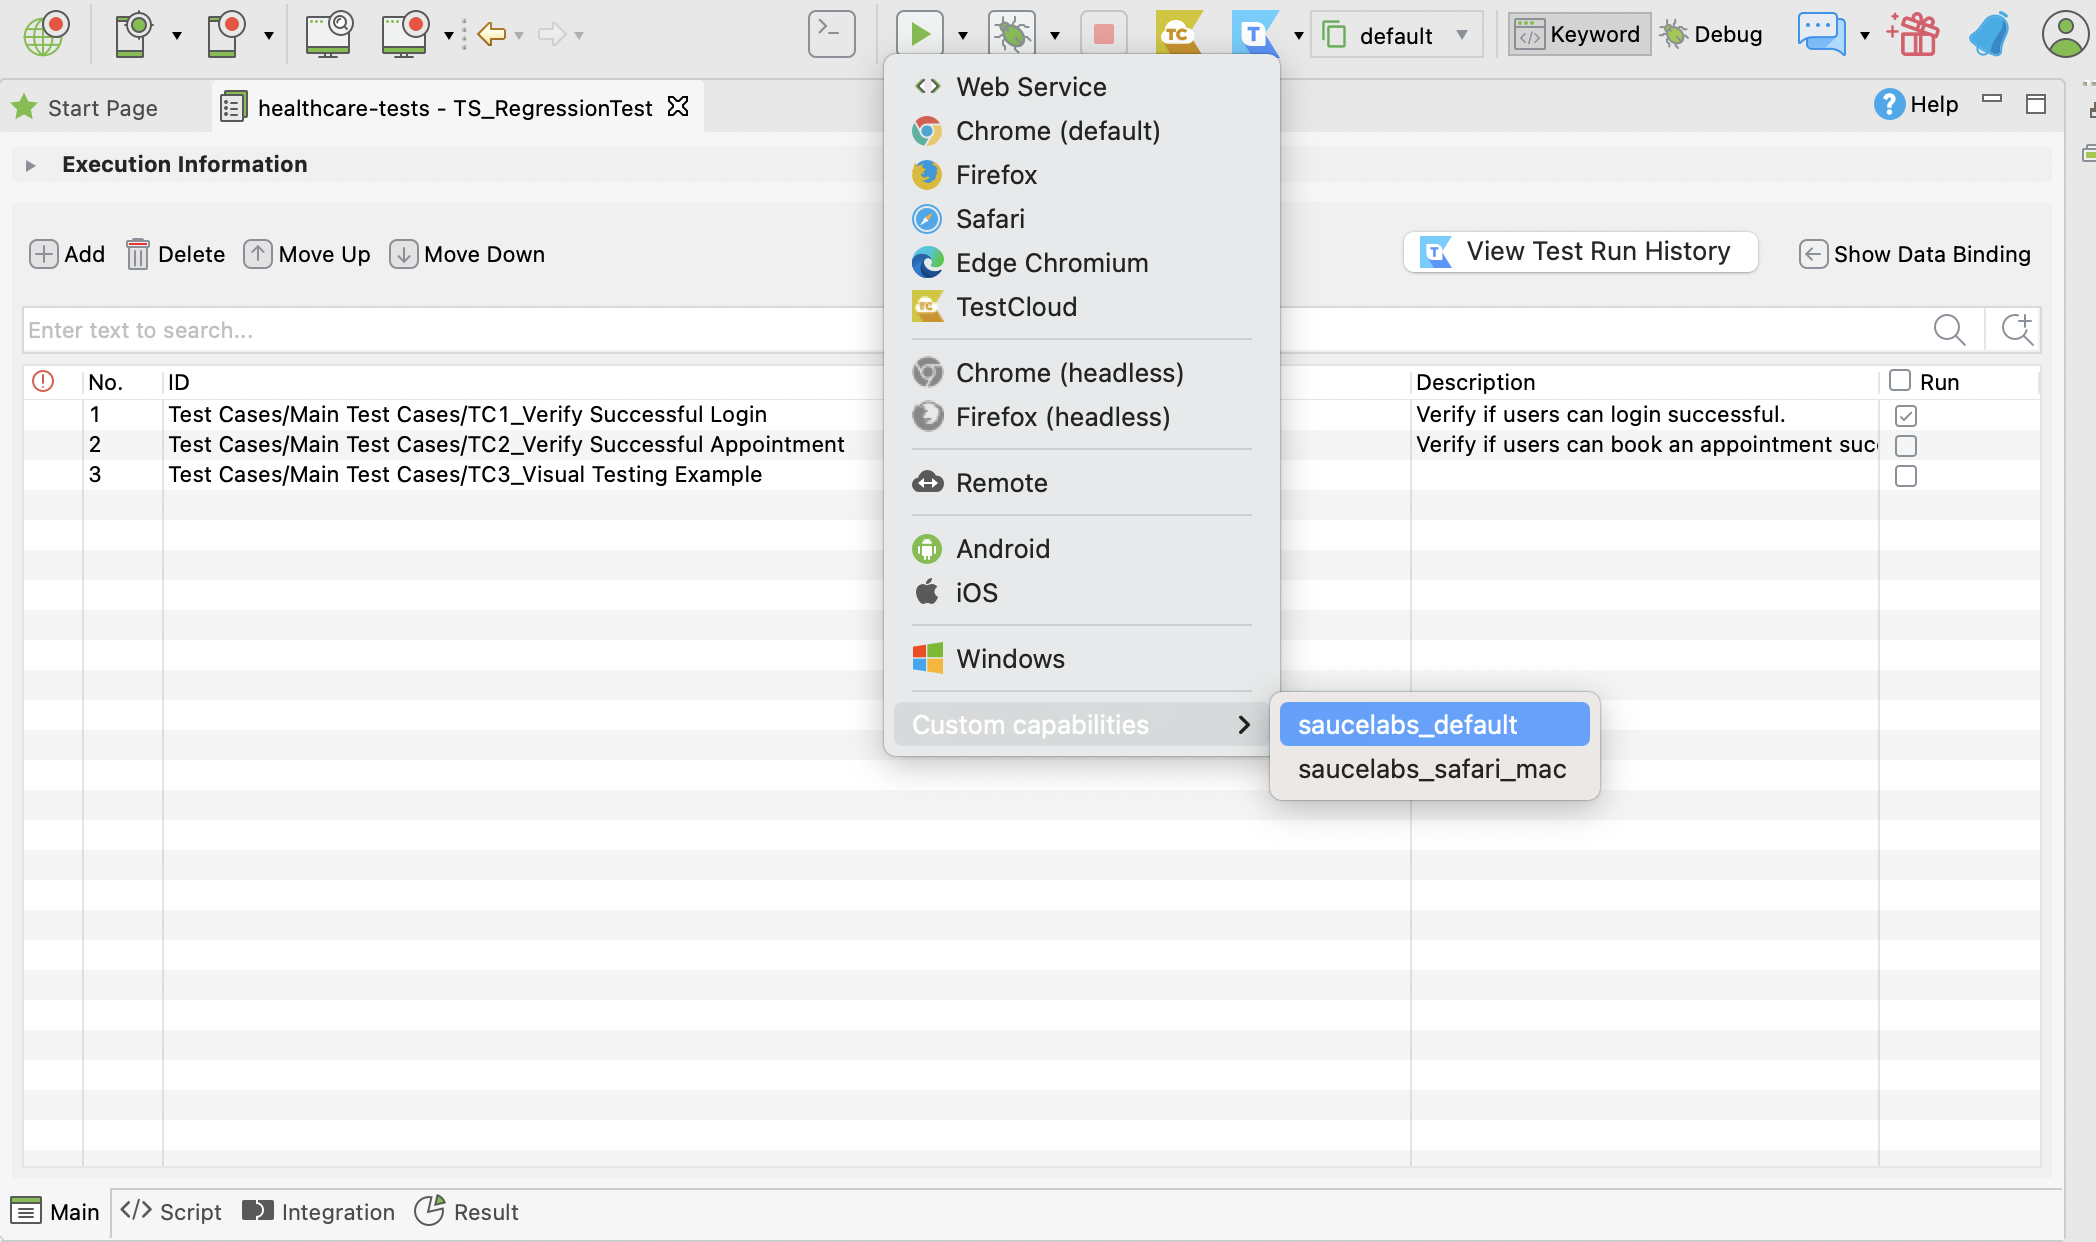 TC
T
default
Keyword
Debug
Start Page
healthcare-tests - TS_RegressionTest
? Help
Execution Information
Add
Delete
Move Up
Move Down
T View Test Run History
Show Data Binding
Enter text to search...
No.
ID
Description
Run
1
Test Cases/Main Test Cases/TC1_Verify Successful Login
Verify if users can login successful.
2
Test Cases/Main Test Cases/TC2_Verify Successful Appointment
Verify if users can book an appointment suc
3
Test Cases/Main Test Cases/TC3_Visual Testing Example
Web Service
Chrome (default)
Firefox
Safari
Edge Chromium
TC TestCloud
Chrome (headless)
Firefox (headless)
Remote
Android
iOS
Windows
Custom capabilities
saucelabs_default
saucelabs_safari_mac
Main
Script
Integration
Result